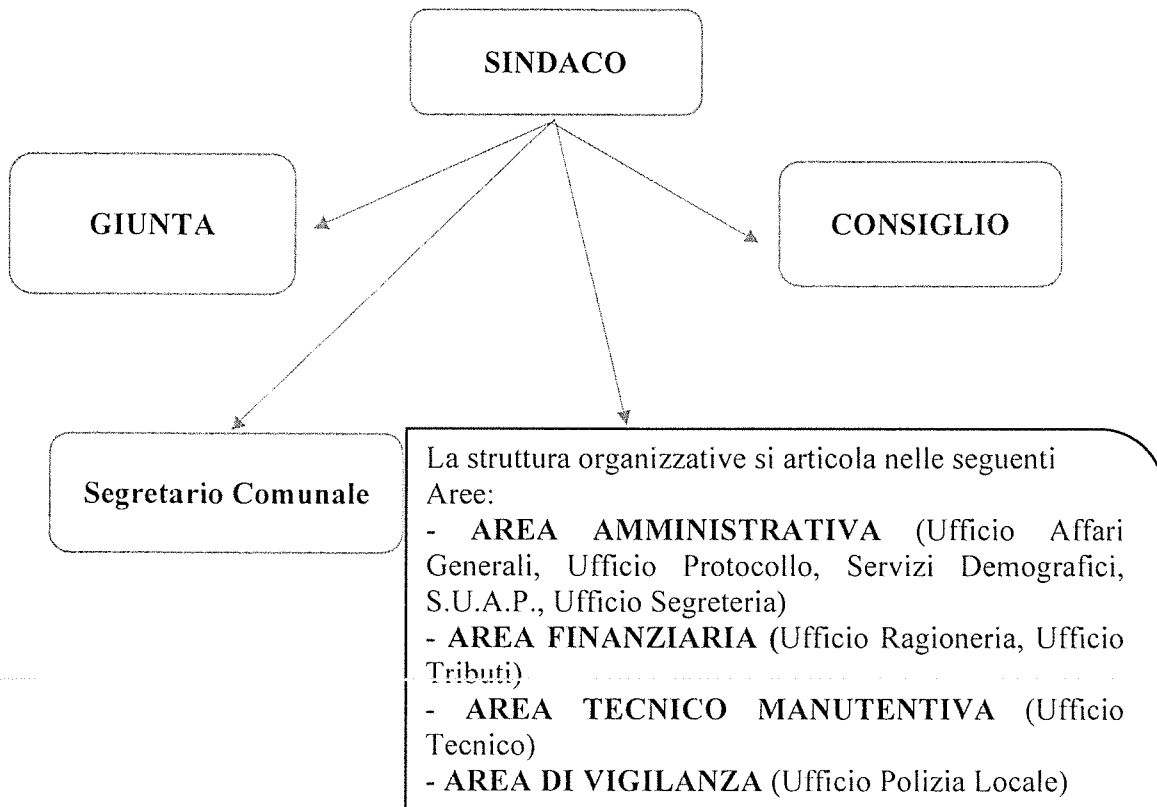 SINDACO
GIUNTA
CONSIGLIO
Segretario Comunale
La struttura organizzative si articola nelle seguenti
Aree:
- AREA AMMINISTRATIVA (Ufficio Affari
Generali, Ufficio Protocollo, Servizi Demografici,
S.U.A.P., Ufficio Segreteria)
- AREA FINANZIARIA (Ufficio Ragioneria, Ufficio
Tributi)
- AREA TECNICO MANUTENTIVA (Ufficio
Tecnico)
- AREA DI VIGILANZA (Ufficio Polizia Locale)